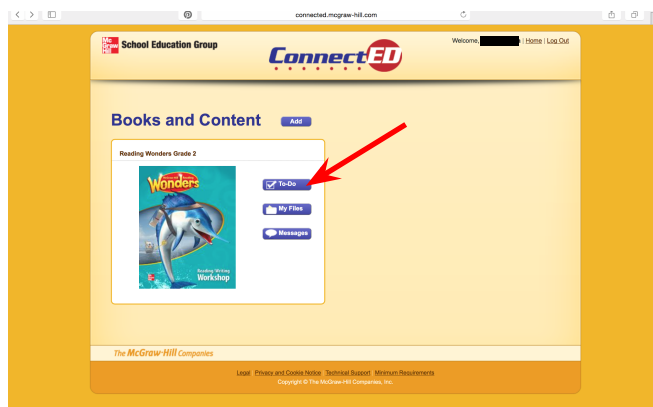 connected.mcgraw-hill.com
Mc Graw Hill School Education Group
ConnectED
Welcome, | Home | Log Out
Books and Content Add
Reading Wonders Grade 2
Wonders
To-Do
My Files
Messages
Reading/Writing
Workshop
The McGraw-Hill Companies
Legal Privacy and Cookie Notice Technical Support Minimum Requirements
Copyright © The McGraw-Hill Companies, Inc.